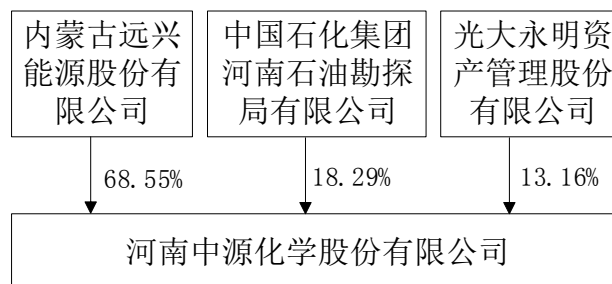 内蒙古远兴
能源股份有
限公司
中国石化集团
河南石油勘探
局有限公司
光大永明资
产管理股份
有限公司
68.55%
18.29%
13.16%
河南中源化学股份有限公司